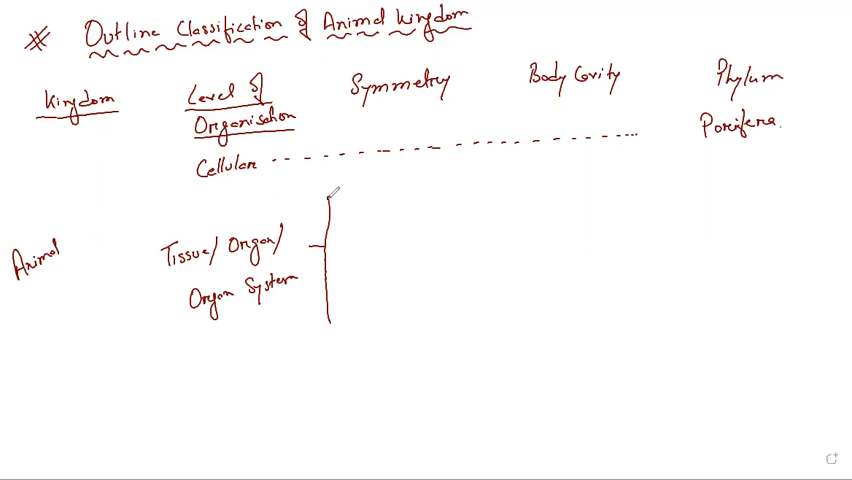 Outline Classification of Animal Kingdom
Kingdom Level of Organisation Symmetry Body Cavity Phylum
Cellular Porifera
Animal Tissue/ Organ/
Organ System